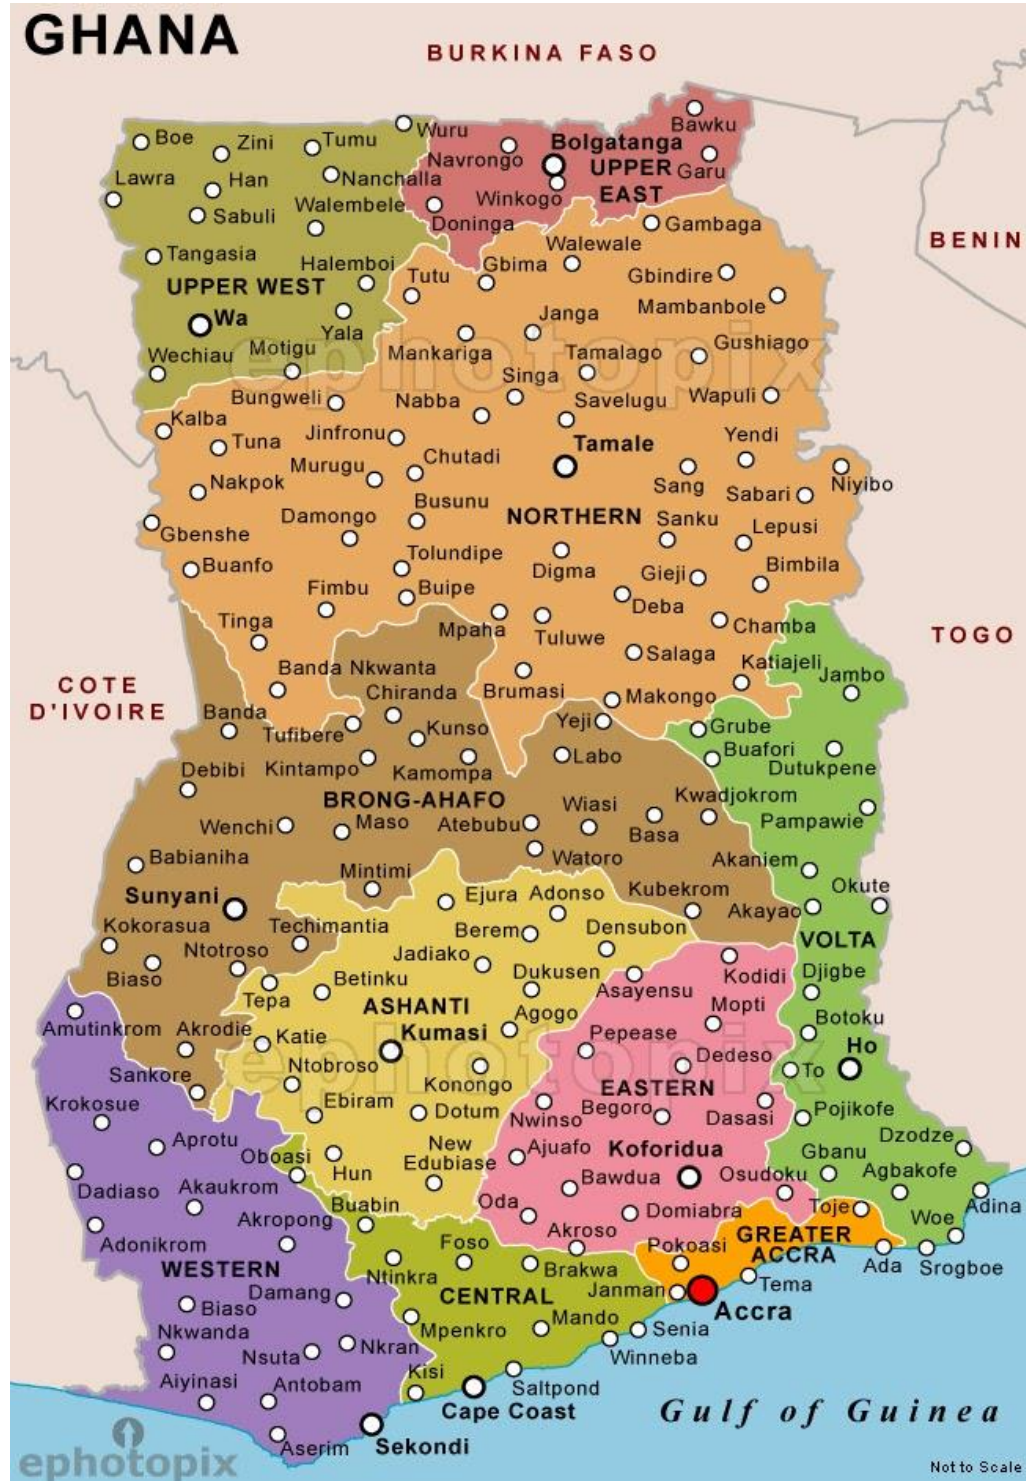 GHANA
BURKINA FASO
Wuru
Bawku
Boe
Zini
Tumu
Navrongo
Bolgatanga
UPPER
EAST
Garu
Lawra
Han
Nanchalla
Winkogo
Sabuli
Walembele
Doninga
Gambaga
Walewale
BENIN
Tangasia
Halemboi
Tutu
Gbima
Gbindire
UPPER WEST
Mambanbole
Wa
Janga
Yala
Mankariga
Tamalago
Gushiago
Wechiau
Motigu
ephotopix
Singa
Bungweli
Nabba
Savelugu
Wapuli
Kalba
Tuna
Jinfronu
Tamale
Yendi
Murugu
Chutadi
Nakpok
Sang
Sabari
Niyibo
Busunu
Damongo
NORTHERN
Sanku
Lepusi
Gbenshe
Tolundipe
Buanfo
Digma
Gieji
Bimbila
Fimbu
Buipe
Deba
Tinga
Mpaha
Tuluwe
Chamba
TOGO
Salaga
Katiajeli
Banda Nkwanta
Jambo
COTE
D'IVOIRE
Chiranda
Brumasi
Makongo
Banda
Tufibere
Kunso
Yeji
Grube
Buafori
Debibi
Kintampo
Kamompa
Labo
Dutukpene
BRONG-AHAFO
Wiasi
Kwadjokrom
Wenchi
Maso
Atebubu
Basa
Pampawie
Babianiha
Watoro
Akaniem
Mintimi
Sunyani
Ejura
Adonso
Kubekrom
Okute
Akayao
Kokorasua
Techimantia
Berem
Densubon
VOLTA
Ntotroso
Jadiako
Biaso
Betinku
Dukusen
Kodidi
Djigbe
Tepa
Asayensu
ASHANTI
Mopti
Amutinkrom
Akrodie
Katie
Kumasi
Agogo
Pepease
Botoku
Ho
ephotopix
Dedeso
To
Sankore
Ntobroso
Konongo
EASTERN
Krokosue
Ebiram
Dotum
Nwinso
Begoro
Dasasi
Pojikofe
Aprotu
New
Edubiase
Ajuafo
Koforidua
Gbanu
Dzodze
Oboasi
Hun
Dadiaso
Akaukrom
Bawdua
Osudoku
Agbakofe
Buabin
Oda
Domiabra
Toje
Adina
Adonikrom
Akropong
Akroso
Woe
Foso
Pokoasi
GREATER
ACCRA
WESTERN
Ntinkra
Brakwa
Ada
Srogboe
Damang
CENTRAL
Janman
Tema
Biaso
Accra
Nkwanda
Mpenkro
Mando
Senia
Nsuta
Nkran
Winneba
Aiyinasi
Antobam
Kisi
Saltpond
Cape Coast
Gulf of Guinea
Aserim
Sekondi
ephotopix
Not to Scale